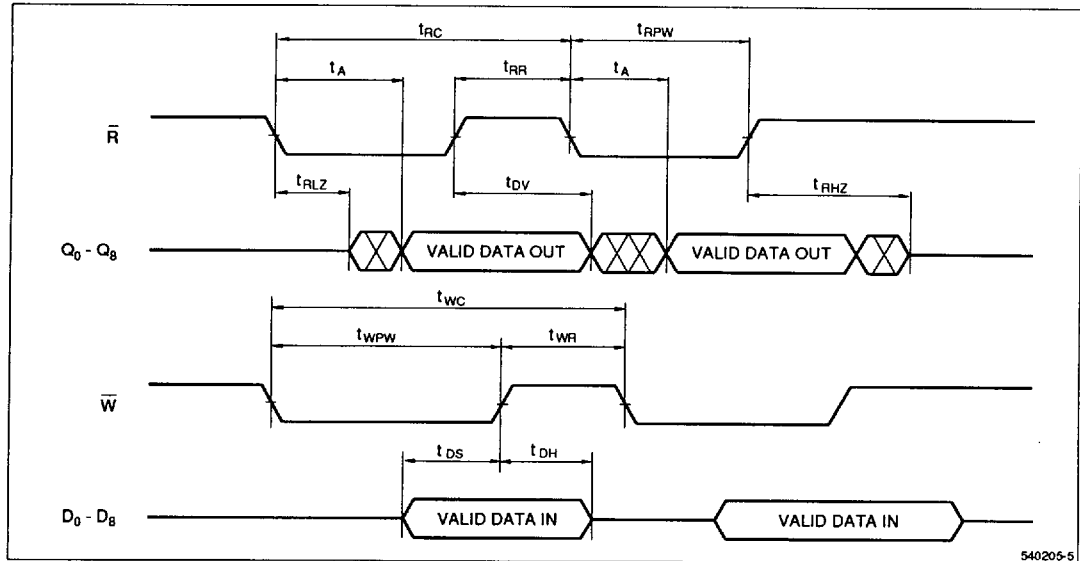 tRC tRPW
tA tRR tA
R̅
tRLZ tDV tRHZ
Q0 - Q8 VALID DATA OUT VALID DATA OUT
tWC
tWPW tWR
W̅
tDS tDH
D0 - D8 VALID DATA IN VALID DATA IN
540205-5